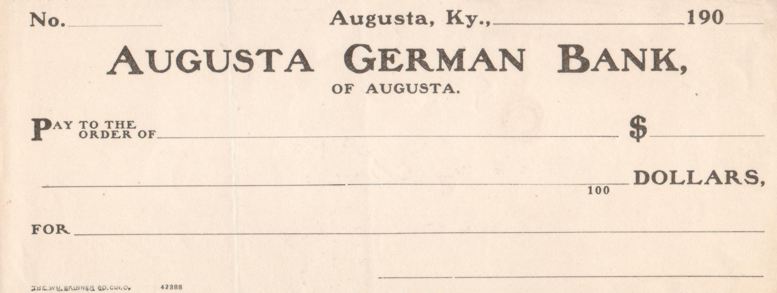 No. Augusta, Ky., 190
AUGUSTA GERMAN BANK,
OF AUGUSTA.
PAY TO THE
ORDER OF $
100 DOLLARS,
FOR
42388